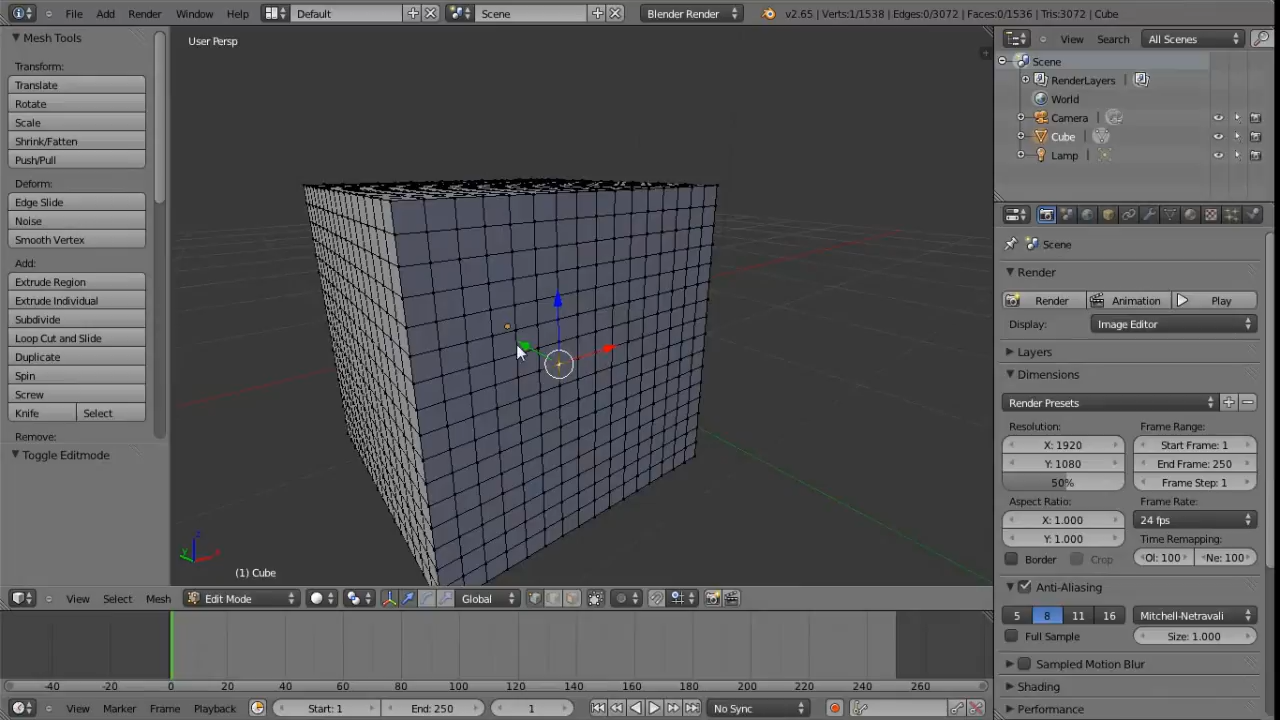 File Add Render Window Help Default Scene Blender Render v2.65 | Verts:1/1538 | Edges:0/3072 | Faces:0/1536 | Tris:3072 | Cube
Mesh Tools
Transform:
Translate
Rotate
Scale
Shrink/Fatten
Push/Pull
Deform:
Edge Slide
Noise
Smooth Vertex
Add:
Extrude Region
Extrude Individual
Subdivide
Loop Cut and Slide
Duplicate
Spin
Screw
Knife Select
Remove:
Toggle Editmode
User Persp
(1) Cube
View Select Mesh Edit Mode Global
View Search All Scenes
Scene
RenderLayers
World
Camera
Cube
Lamp
Scene
Render
Render Animation Play
Display: Image Editor
Layers
Dimensions
Render Presets
Resolution: Frame Range:
X: 1920 Start Frame: 1
Y: 1080 End Frame: 250
50% Frame Step: 1
Aspect Ratio: Frame Rate:
X: 1.000 24 fps
Y: 1.000 Time Remapping:
Border Crop Ol: 100 Ne: 100
Anti-Aliasing
5 8 11 16 Mitchell-Netravali
Full Sample Size: 1.000
Sampled Motion Blur
Shading
Performance
-40 -20 0 20 40 60 80 100 120 140 160 180 200 220 240 260
View Marker Frame Playback Start: 1 End: 250 1 No Sync